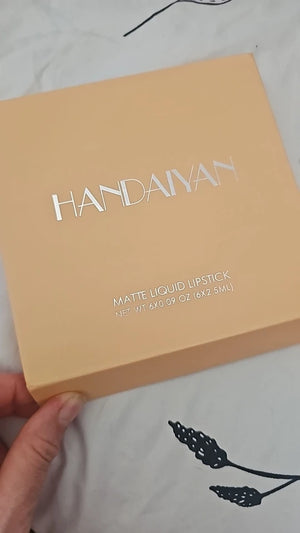 HANDAIYAN
MATTE LIQUID LIPSTICK
NET WT 6X0.09 OZ (6X2.5ML)